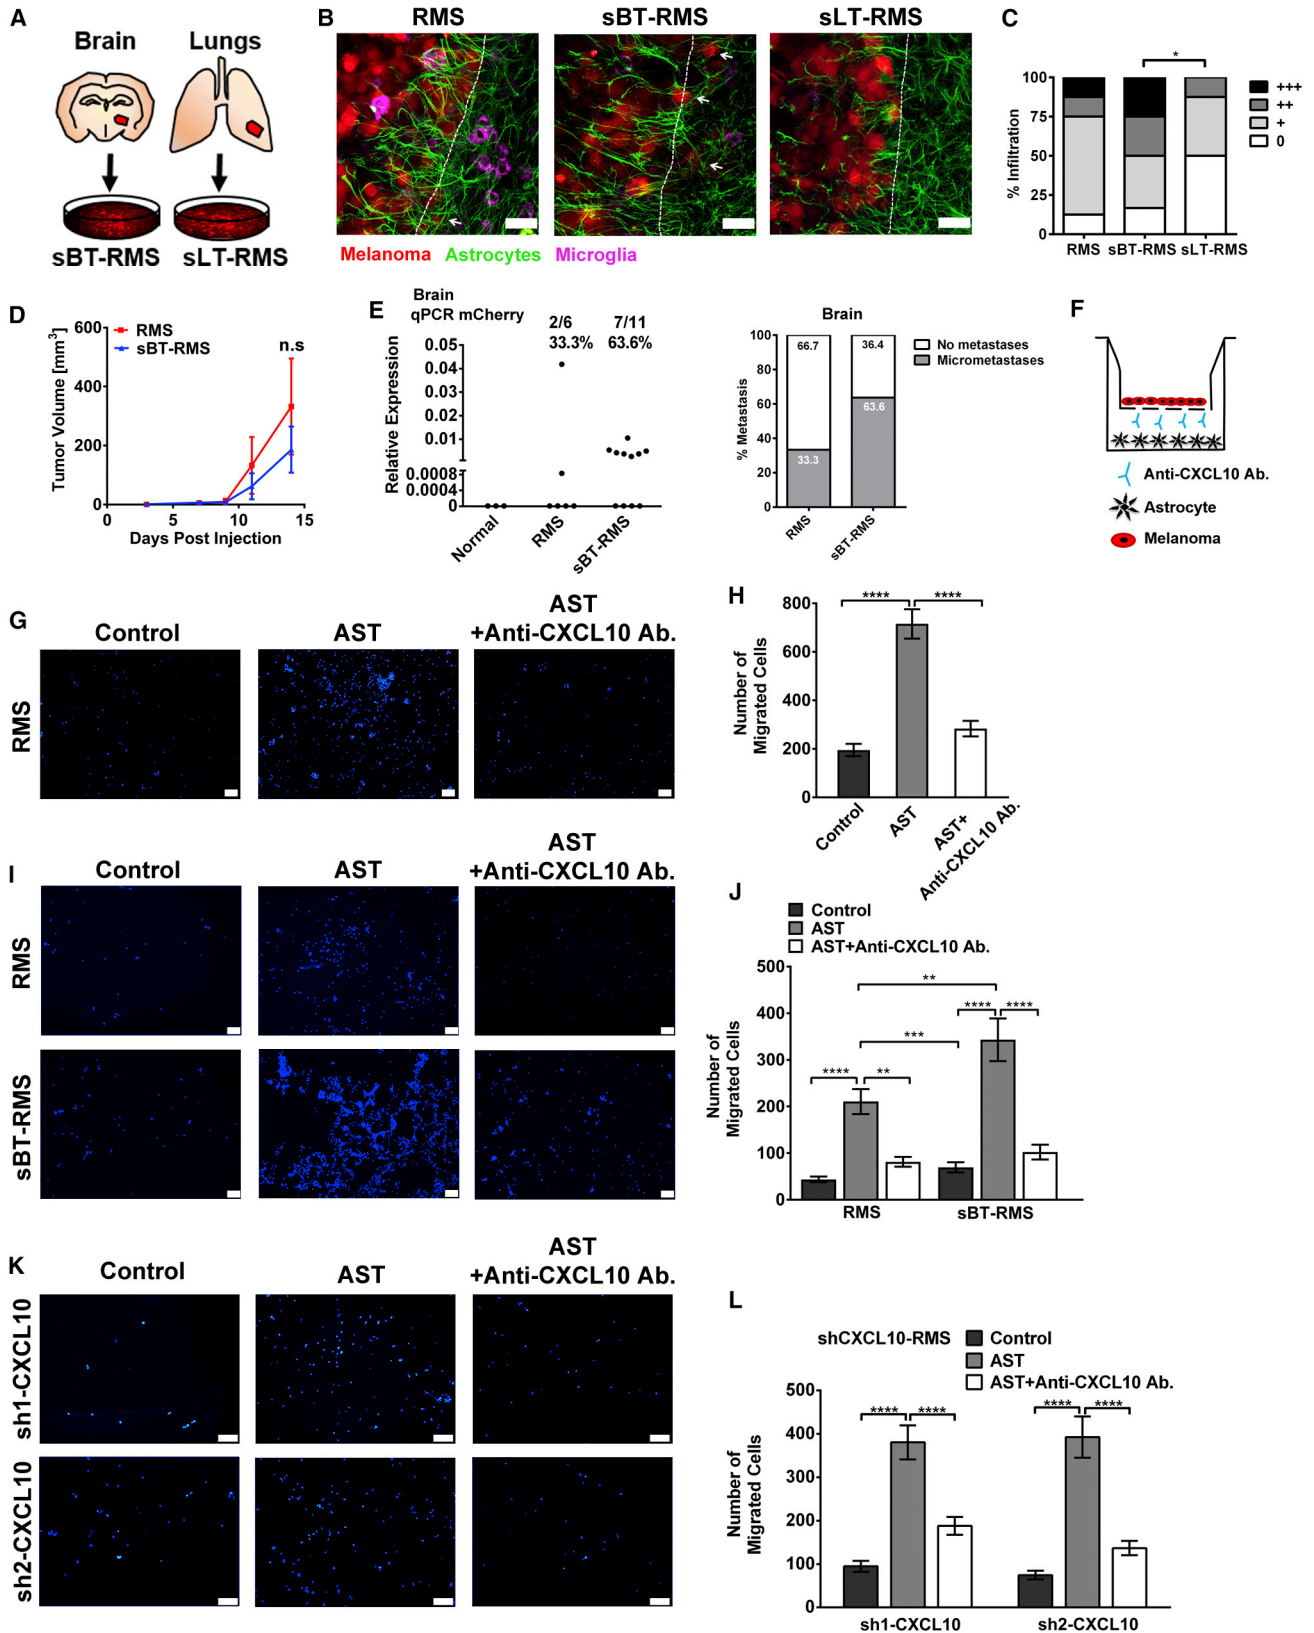 A
Brain
Lungs
sBT-RMS
sLT-RMS
B
RMS
sBT-RMS
sLT-RMS
Melanoma Astrocytes Microglia
C
*
% Infiltration
100
75
50
25
0
RMS
sBT-RMS
sLT-RMS
+++
++
+
0
D
Tumor Volume [mm³]
600
400
200
0
0
5
10
15
Days Post Injection
RMS
sBT-RMS
n.s
E
Brain
qPCR mCherry
2/6
33.3%
7/11
63.6%
Relative Expression
0.05
0.04
0.03
0.02
0.01
0.0008
0.0004
0
Normal
RMS
sBT-RMS
Brain
% Metastasis
100
80
60
40
20
0
66.7
33.3
36.4
63.6
RMS
sBT-RMS
No metastases
Micrometastases
F
Anti-CXCL10 Ab.
Astrocyte
Melanoma
G
Control
AST
AST
+Anti-CXCL10 Ab.
RMS
H
Number of
Migrated Cells
800
600
400
200
0
****
****
Control
AST
AST+
Anti-CXCL10 Ab.
I
Control
AST
AST
+Anti-CXCL10 Ab.
RMS
sBT-RMS
J
Control
AST
AST+Anti-CXCL10 Ab.
Number of
Migrated Cells
500
400
300
200
100
0
**
****
****
***
****
**
RMS
sBT-RMS
K
Control
AST
AST
+Anti-CXCL10 Ab.
sh1-CXCL10
sh2-CXCL10
L
shCXCL10-RMS
Control
AST
AST+Anti-CXCL10 Ab.
Number of
Migrated Cells
500
400
300
200
100
0
****
****
****
****
sh1-CXCL10
sh2-CXCL10